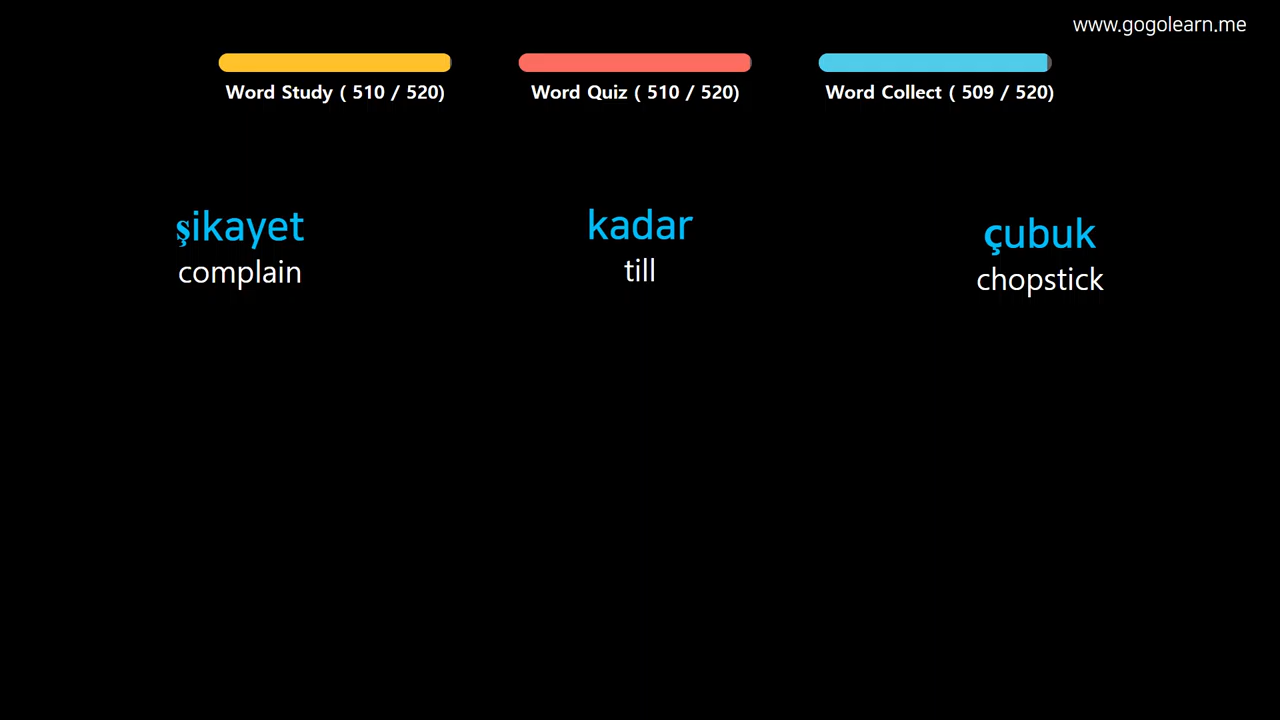 www.gogolearn.me
Word Study ( 510 / 520)
Word Quiz ( 510 / 520)
Word Collect ( 509 / 520)
şikayet
complain
kadar
till
çubuk
chopstick